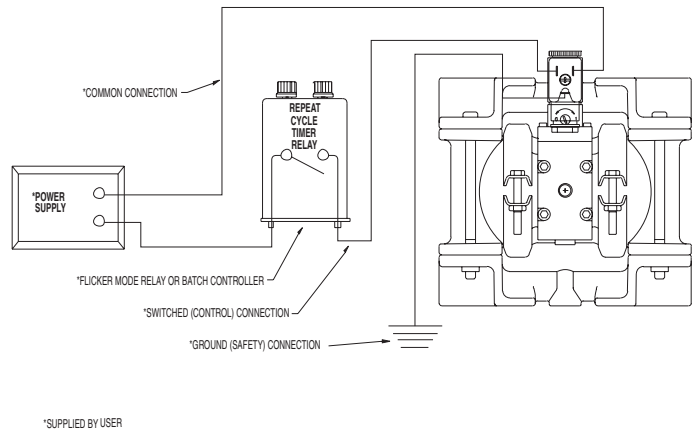 *COMMON CONNECTION
REPEAT
CYCLE
TIMER
RELAY
*POWER
SUPPLY
*FLICKER MODE RELAY OR BATCH CONTROLLER
*SWITCHED (CONTROL) CONNECTION
*GROUND (SAFETY) CONNECTION
*SUPPLIED BY USER